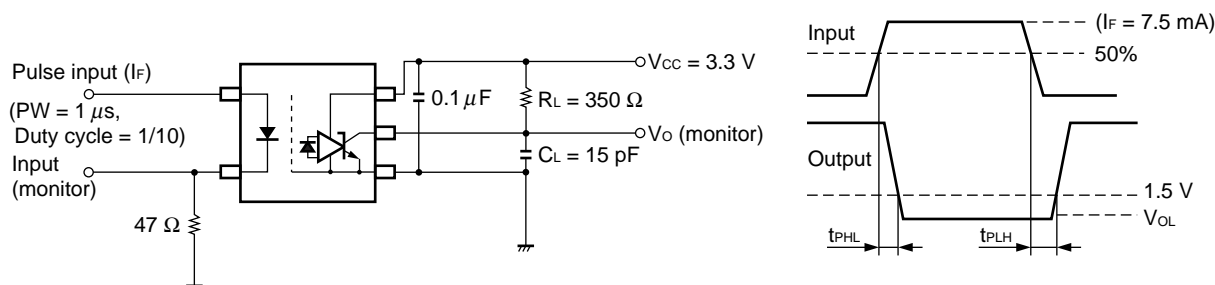 Pulse input (IF)
(PW = 1 μs,
Duty cycle = 1/10)
Input
(monitor)
47 Ω
0.1 μF
VCC = 3.3 V
RL = 350 Ω
VO (monitor)
CL = 15 pF
Input
(IF = 7.5 mA)
50%
Output
1.5 V
VOL
tPHL
tPLH